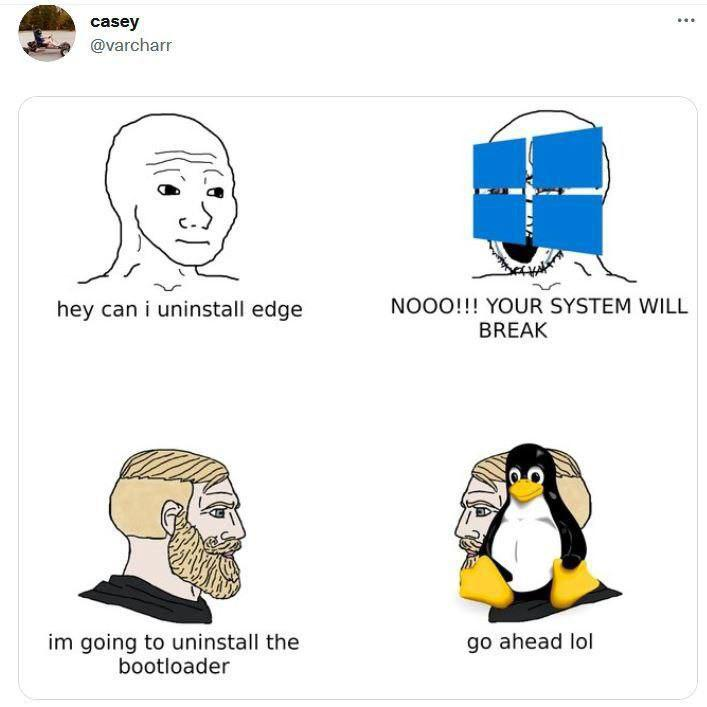 casey
@varcharr
hey can i uninstall edge
NOOO!!! YOUR SYSTEM WILL
BREAK
im going to uninstall the
bootloader
go ahead lol